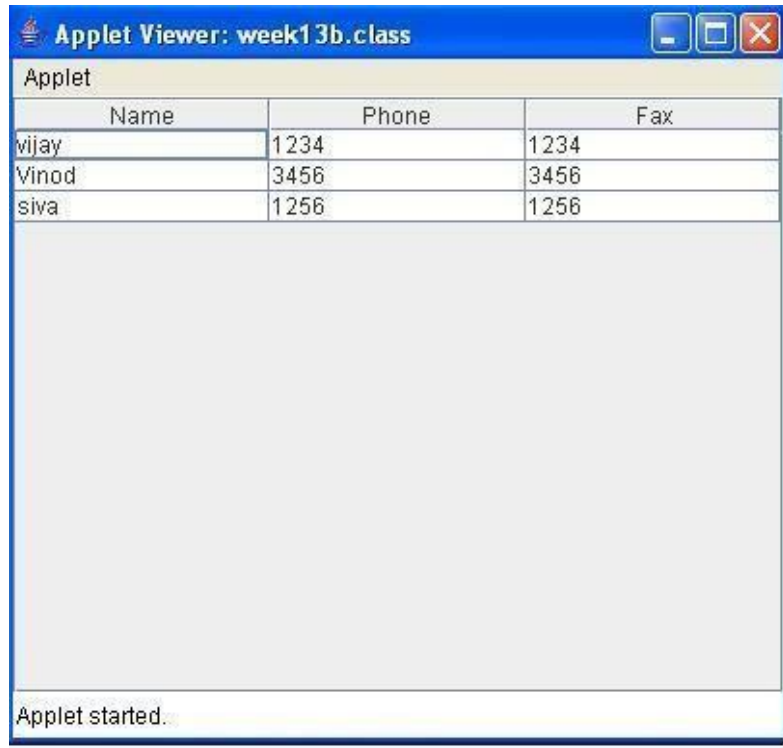 Applet Viewer: week13b.class
Applet
Name Phone Fax
vijay 1234 1234
Vinod 3456 3456
siva 1256 1256
Applet started.